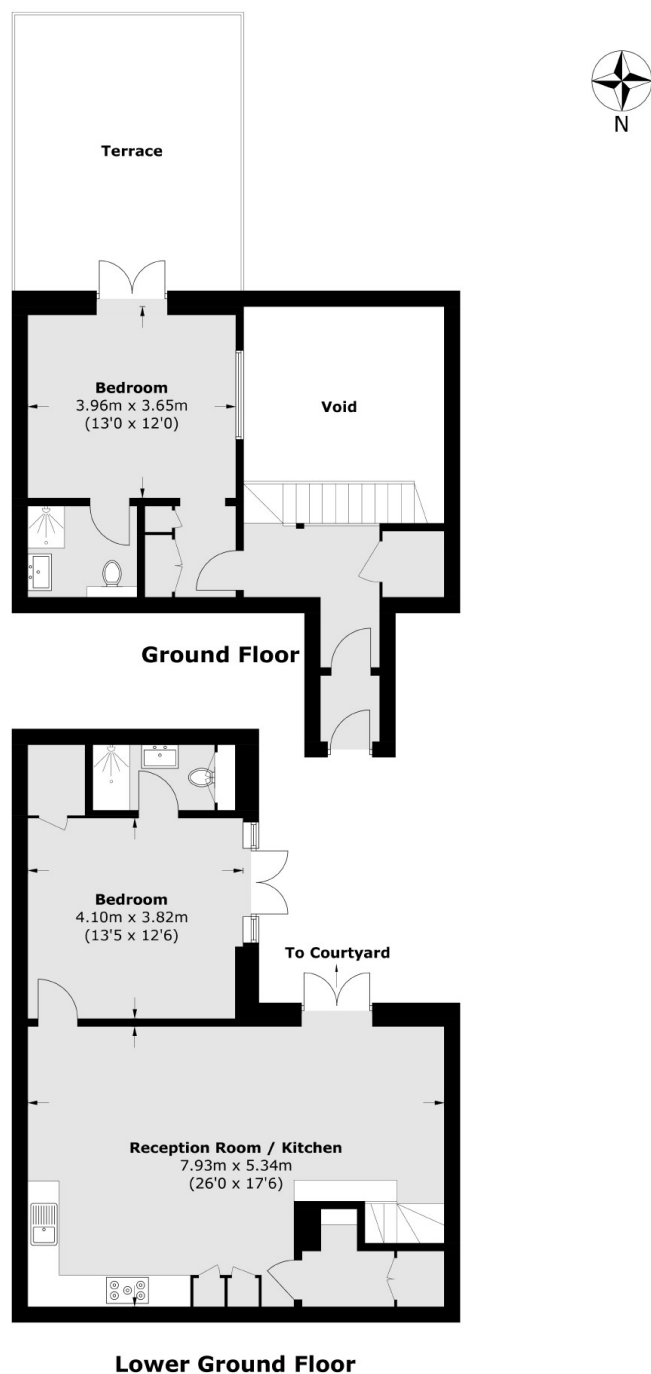 N
Terrace
Bedroom
3.96m x 3.65m
(13'0 x 12'0)
Void
Ground Floor
Bedroom
4.10m x 3.82m
(13'5 x 12'6)
To Courtyard
Reception Room / Kitchen
7.93m x 5.34m
(26'0 x 17'6)
Lower Ground Floor